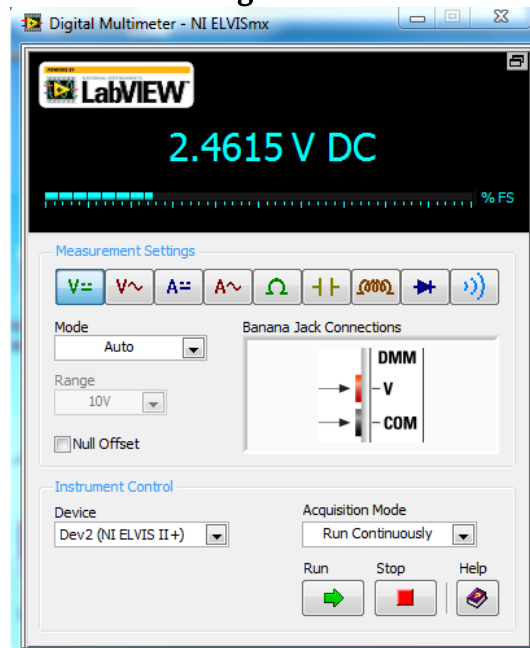 Digital Multimeter - NI ELVISmx
LabVIEW
2.4615 V DC
% FS
Measurement Settings
V
V
A
A
Ω
Mode
Banana Jack Connections
Auto
DMM
V
COM
Range
10V
Null Offset
Instrument Control
Device
Acquisition Mode
Dev2 (NI ELVIS II+)
Run Continuously
Run Stop Help